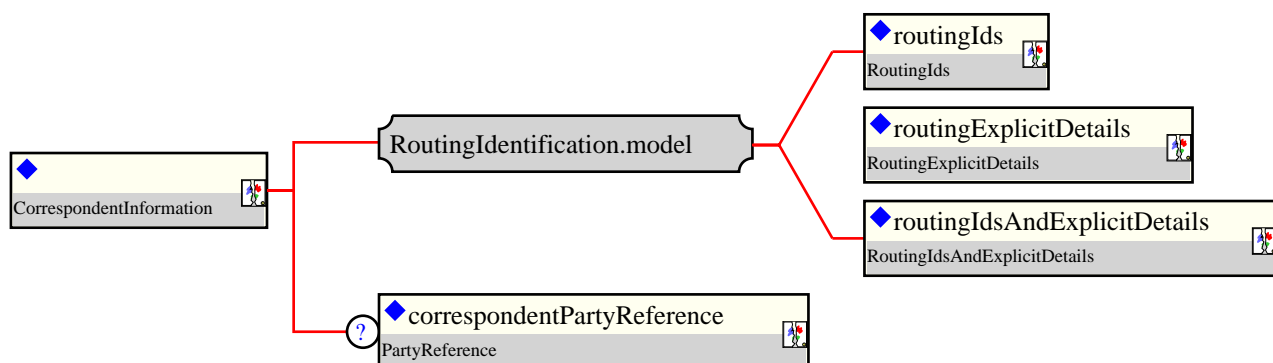 routingIds
RoutingIds
routingExplicitDetails
RoutingExplicitDetails
RoutingIdentification.model
CorrespondentInformation
routingIdsAndExplicitDetails
RoutingIdsAndExplicitDetails
?
correspondentPartyReference
PartyReference